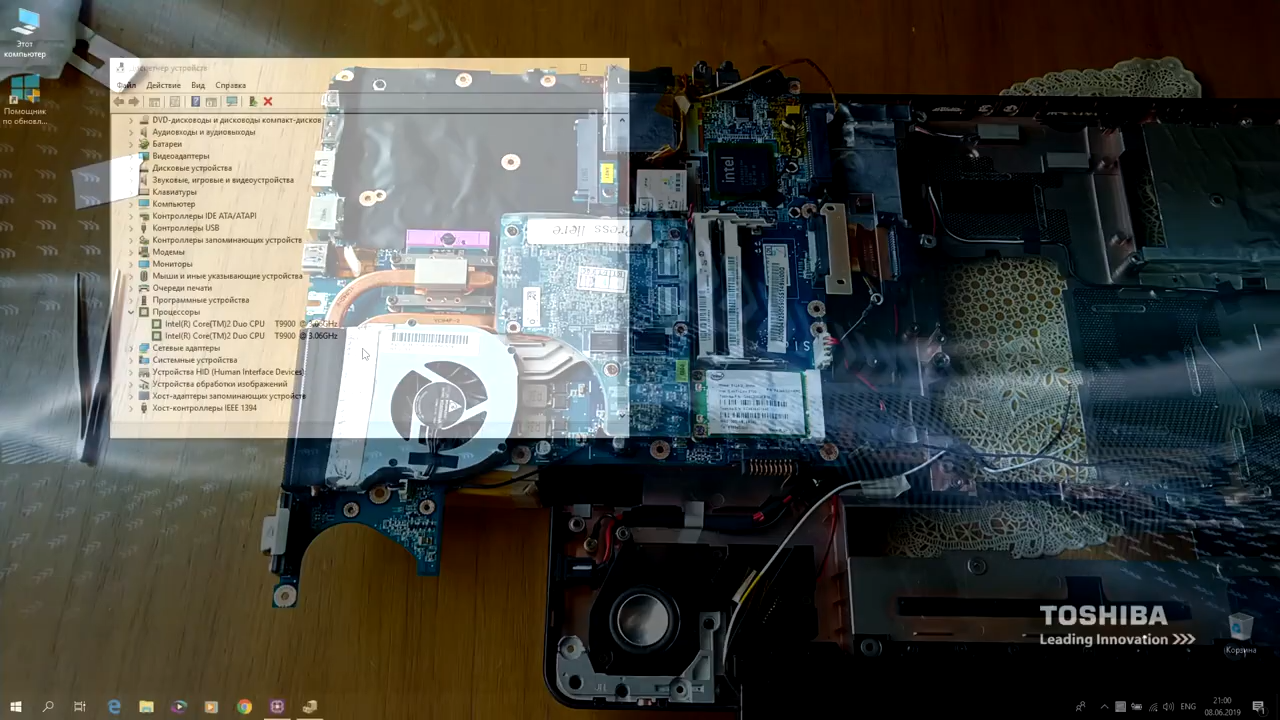 Этот
компьютер
Помощник
по обновл...
Диспетчер устройств
Файл Действие Вид Справка
DVD-дисководы и дисководы компакт-дисков
Аудиовходы и аудиовыходы
Батареи
Видеоадаптеры
Дисковые устройства
Звуковые, игровые и видеоустройства
Клавиатуры
Компьютер
Контроллеры IDE ATA/ATAPI
Контроллеры USB
Контроллеры запоминающих устройств
Модемы
Мониторы
Мыши и иные указывающие устройства
Очереди печати
Программные устройства
Процессоры
Intel(R) Core(TM)2 Duo CPU T9900 @ 3.06GHz
Intel(R) Core(TM)2 Duo CPU T9900 @ 3.06GHz
Сетевые адаптеры
Системные устройства
Устройства HID (Human Interface Devices)
Устройства обработки изображений
Хост-адаптеры запоминающих устройств
Хост-контроллеры IEEE 1394
intel
Press Here
TOSHIBA
Leading Innovation >>>
Корзина
ENG
21:00
08.06.2019